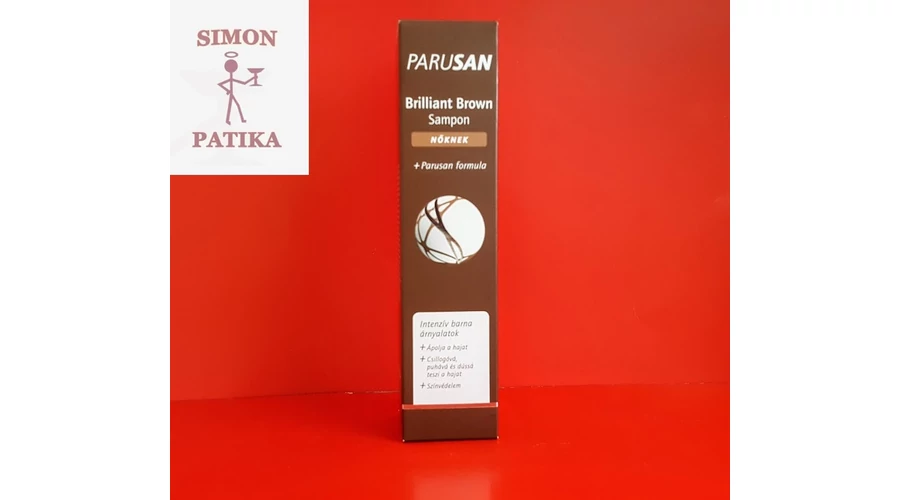 SIMON
PATIKA
PARUSAN
Brilliant Brown
Sampon
NŐKNEK
+ Parusan formula
Intenzív barna
árnyalatok
+ Ápolja a hajat
+ Csillogóvá,
puhává és dússá
teszi a hajat
+ Színvédelem